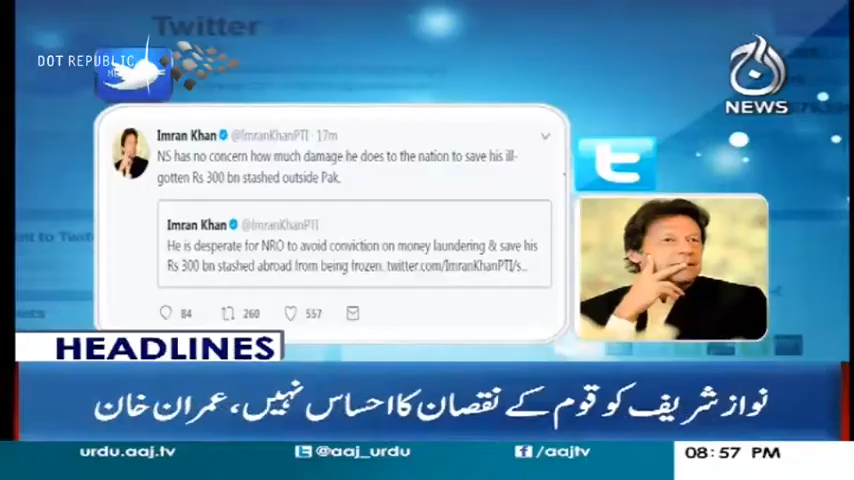 Twitter
DOT REPUBLIC
ME
NEWS
Imran Khan @ImranKhanPTI · 17m
NS has no concern how much damage he does to the nation to save his ill-
gotten Rs 300 bn stashed outside Pak.
Imran Khan @ImranKhanPTI
He is desperate for NRO to avoid conviction on money laundering & save his
Rs 300 bn stashed abroad from being frozen. twitter.com/ImranKhanPTI/s...
84 260 557
HEADLINES
نواز شریف کو قوم کے نقصان کا احساس نہیں، عمران خان
urdu.aaj.tv @aaj_urdu /aajtv 08:57 PM